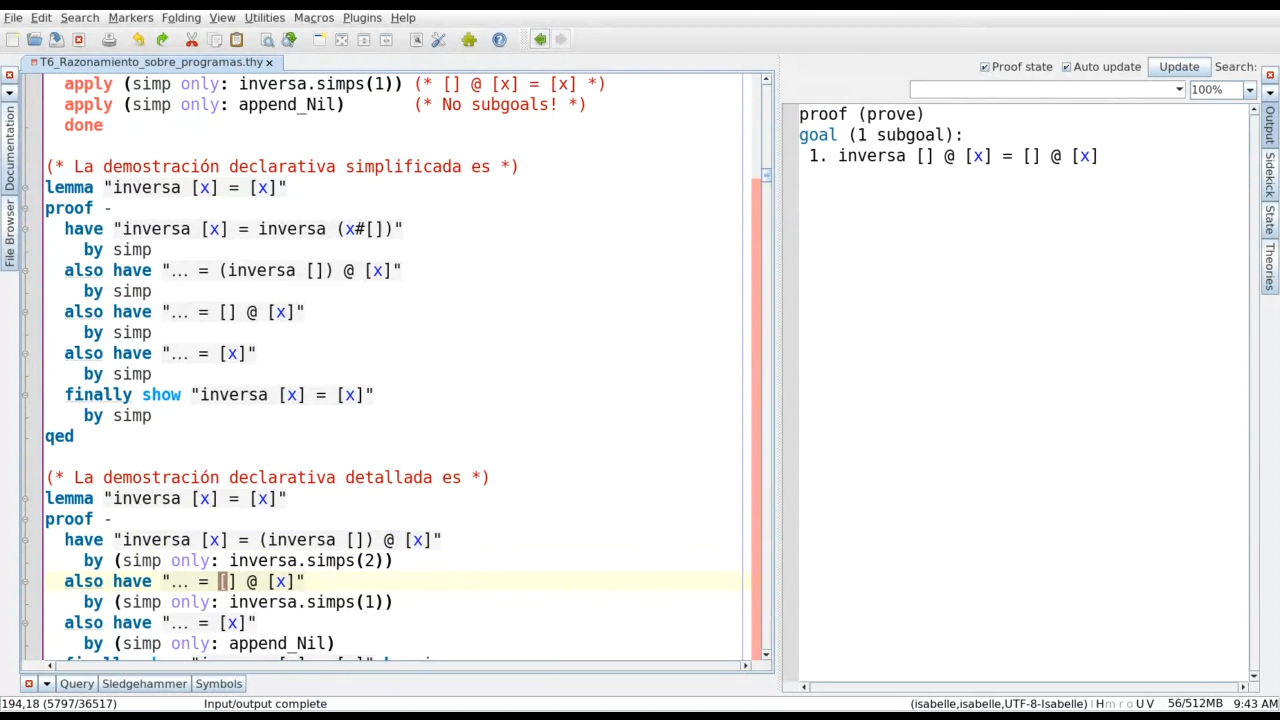 File Edit Search Markers Folding View Utilities Macros Plugins Help
T6_Razonamiento_sobre_programas.thy
apply (simp only: inversa.simps(1)) (* [] @ [x] = [x] *)
apply (simp only: append_Nil) (* No subgoals! *)
done
(* La demostración declarativa simplificada es *)
lemma "inversa [x] = [x]"
proof -
have "inversa [x] = inversa (x#[])"
by simp
also have "… = (inversa []) @ [x]"
by simp
also have "… = [] @ [x]"
by simp
also have "… = [x]"
by simp
finally show "inversa [x] = [x]"
by simp
qed
(* La demostración declarativa detallada es *)
lemma "inversa [x] = [x]"
proof -
have "inversa [x] = (inversa []) @ [x]"
by (simp only: inversa.simps(2))
also have "… = [] @ [x]"
by (simp only: inversa.simps(1))
also have "… = [x]"
by (simp only: append_Nil)
Documentation
File Browser
Proof state Auto update Update Search:
100%
proof (prove)
goal (1 subgoal):
1. inversa [] @ [x] = [] @ [x]
Output
Sidekick
State
Theories
Query Sledgehammer Symbols
194,18 (5797/36517) Input/output complete (isabelle,isabelle,UTF-8-Isabelle) H m r o U V 56/512MB 9:43 AM